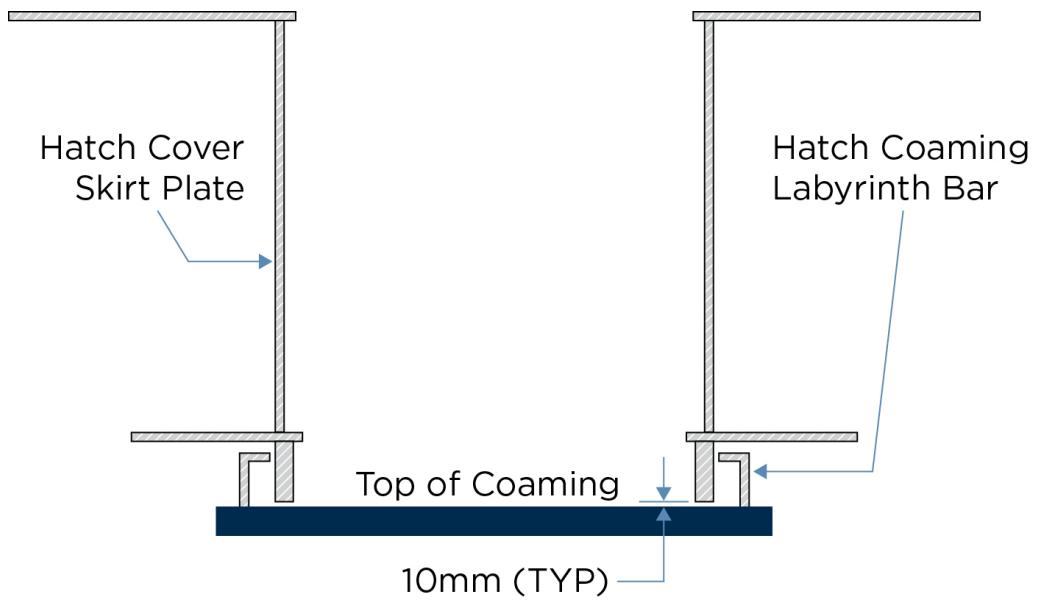 Hatch Cover
Skirt Plate
Hatch Coaming
Labyrinth Bar
Top of Coaming
10mm (TYP)